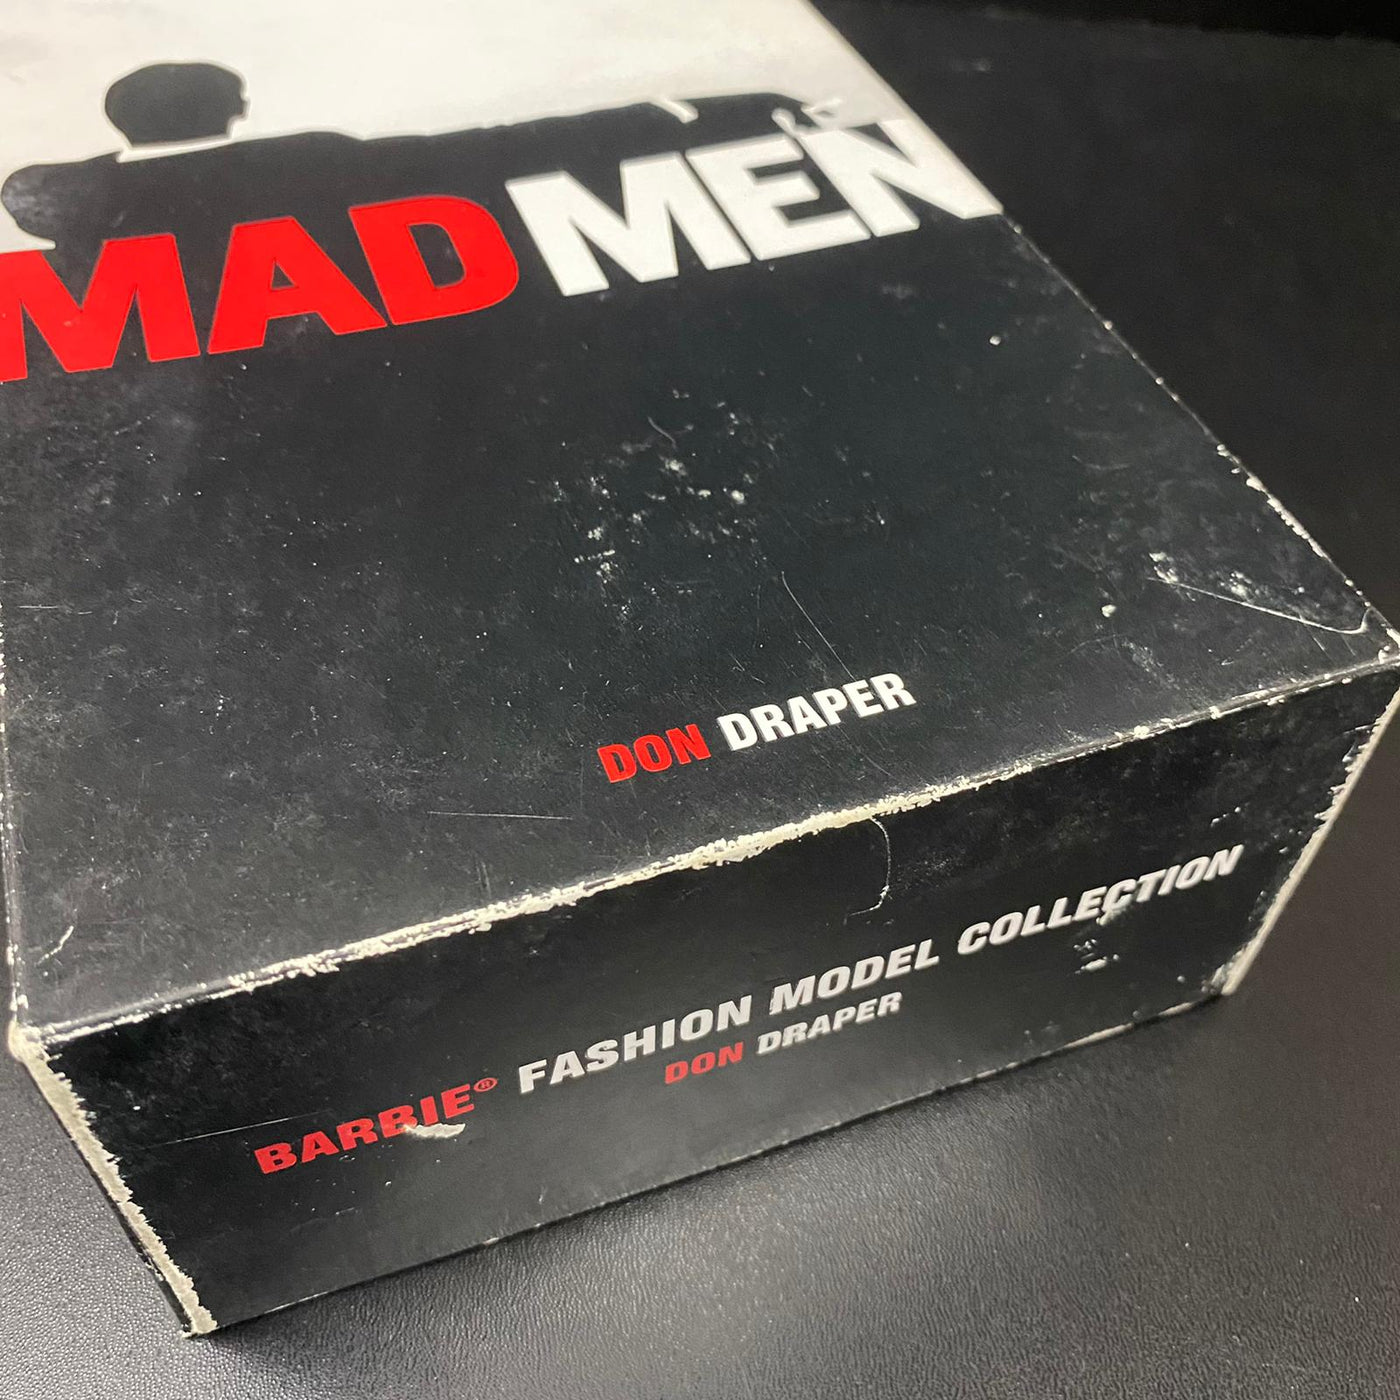 MAD MEN
DON DRAPER
BARBIE® FASHION MODEL COLLECTION
DON DRAPER